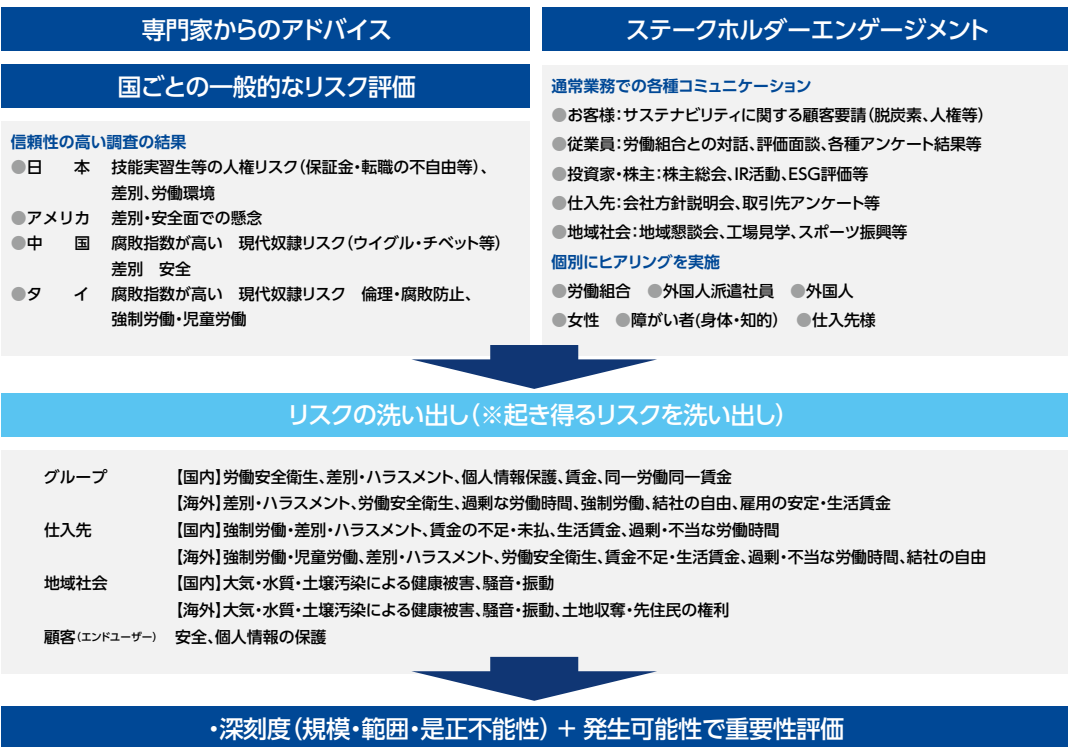 専門家からのアドバイス
国ごとの一般的なリスク評価
信頼性の高い調査の結果
●日　本　技能実習生等の人権リスク(保証金・転職の不自由等)、
差別、労働環境
●アメリカ　差別・安全面での懸念
●中　国　腐敗指数が高い　現代奴隷リスク(ウイグル・チベット等)
差別　安全
●タ　イ　腐敗指数が高い　現代奴隷リスク　倫理・腐敗防止、
強制労働・児童労働
ステークホルダーエンゲージメント
通常業務での各種コミュニケーション
●お客様：サステナビリティに関する顧客要請(脱炭素、人権等)
●従業員：労働組合との対話、評価面談、各種アンケート結果等
●投資家・株主：株主総会、IR活動、ESG評価等
●仕入先：会社方針説明会、取引先アンケート等
●地域社会：地域懇談会、工場見学、スポーツ振興等
個別にヒアリングを実施
●労働組合　●外国人派遣社員　●外国人
●女性　●障がい者(身体・知的)　●仕入先様
リスクの洗い出し(※起き得るリスクを洗い出し)
グループ　【国内】労働安全衛生、差別・ハラスメント、個人情報保護、賃金、同一労働同一賃金
【海外】差別・ハラスメント、労働安全衛生、過剰な労働時間、強制労働、結社の自由、雇用の安定・生活賃金
仕入先　【国内】強制労働・差別・ハラスメント、賃金の不足・未払、生活賃金、過剰・不当な労働時間
【海外】強制労働・児童労働、差別・ハラスメント、労働安全衛生、賃金不足・生活賃金、過剰・不当な労働時間、結社の自由
地域社会　【国内】大気・水質・土壌汚染による健康被害、騒音・振動
【海外】大気・水質・土壌汚染による健康被害、騒音・振動、土地収奪・先住民の権利
顧客(エンドユーザー)　安全、個人情報の保護
・深刻度(規模・範囲・是正不能性) ＋ 発生可能性で重要性評価